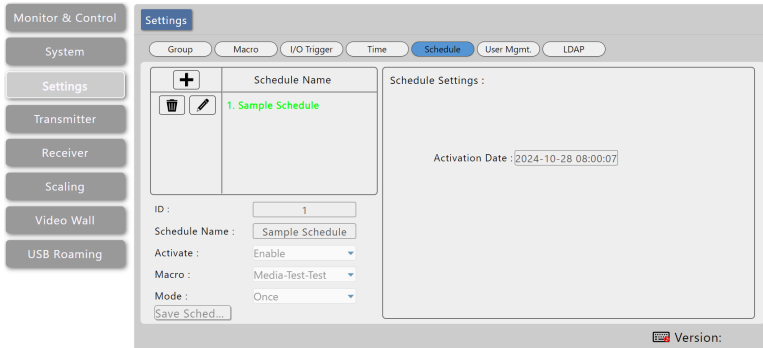 Monitor & Control
System
Settings
Transmitter
Receiver
Scaling
Video Wall
USB Roaming
Settings
Group
Macro
I/O Trigger
Time
Schedule
User Mgmt.
LDAP
Schedule Name
1. Sample Schedule
ID :
1
Schedule Name :
Sample Schedule
Activate :
Enable
Macro :
Media-Test-Test
Mode :
Once
Save Sched...
Schedule Settings :
Activation Date : 2024-10-28 08:00:07
Version: